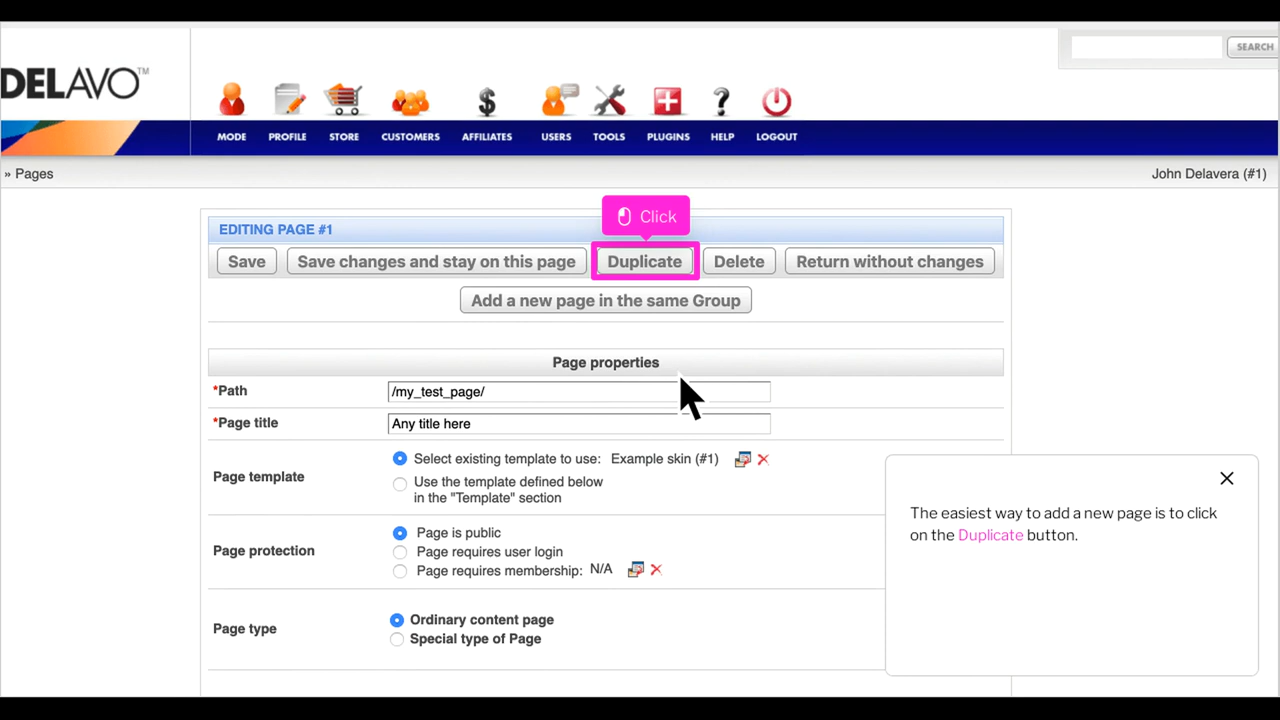 DELAVO™
SEARCH
MODE PROFILE STORE CUSTOMERS AFFILIATES USERS TOOLS PLUGINS HELP LOGOUT
» Pages
John Delavera (#1)
Click
EDITING PAGE #1
Save Save changes and stay on this page Duplicate Delete Return without changes
Add a new page in the same Group
Page properties
*Path /my_test_page/
*Page title Any title here
Page template
Select existing template to use: Example skin (#1)
Use the template defined below
in the "Template" section
Page protection
Page is public
Page requires user login
Page requires membership: N/A
Page type
Ordinary content page
Special type of Page
The easiest way to add a new page is to click
on the Duplicate button.